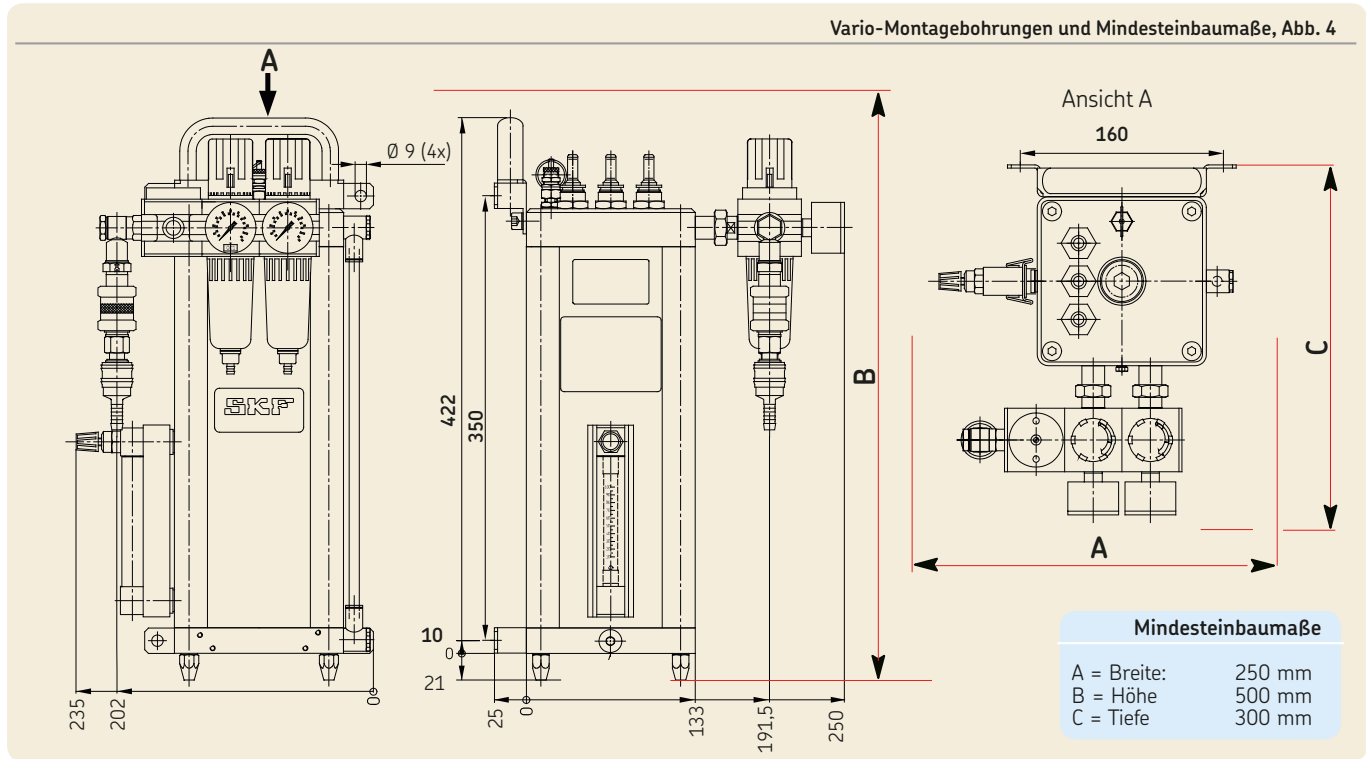 Vario-Montagebohrungen und Mindesteinbaumaße, Abb. 4
A
Ø 9 (4x)
SKF
235
202
0
422
350
10
0
21
25
0
133
191,5
250
B
Ansicht A
160
C
A
Mindesteinbaumaße
A = Breite: 250 mm
B = Höhe 500 mm
C = Tiefe 300 mm